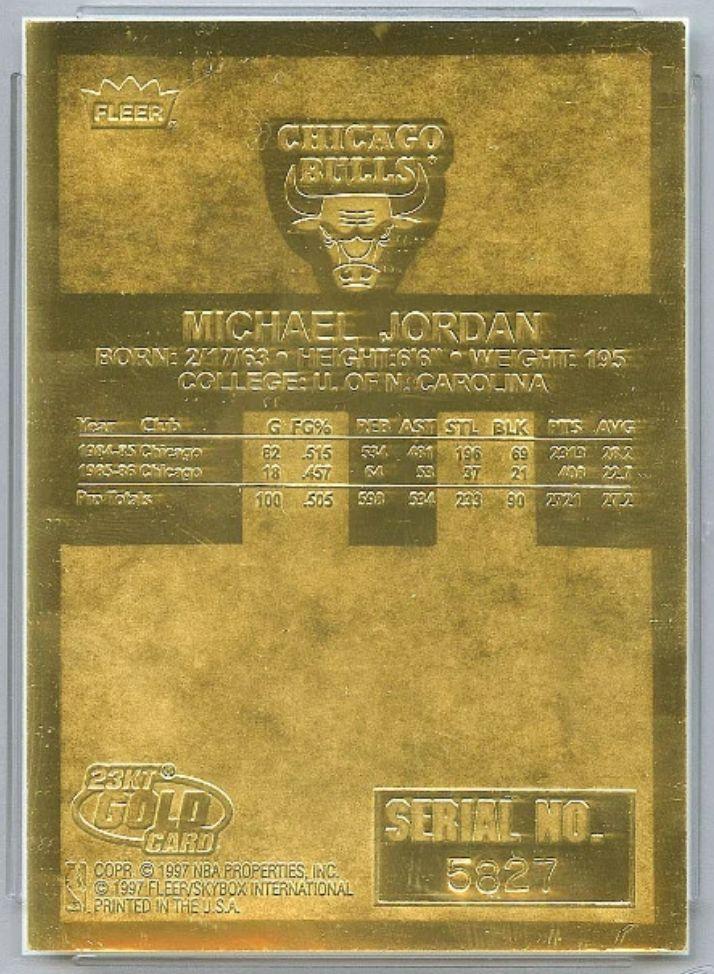 FLEER
CHICAGO
BULLS
MICHAEL JORDAN
BORN: 2/17/63 • HEIGHT: 6'6" • WEIGHT: 195
COLLEGE: U. OF N. CAROLINA
Year Club G FG% REB AST STL BLK PTS AVG
1984-85 Chicago 82 .515 534 481 196 69 2313 28.2
1985-86 Chicago 18 .457 64 53 37 21 408 22.7
Pro Totals 100 .505 598 534 233 90 2721 27.2
23KT®
GOLD
CARD
SERIAL NO.
5827
COPR. © 1997 NBA PROPERTIES, INC.
© 1997 FLEER/SKYBOX INTERNATIONAL
PRINTED IN THE U.S.A.